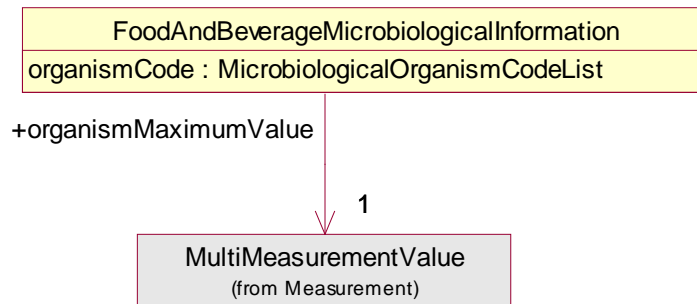 FoodAndBeverageMicrobiologicalInformation
organismCode : MicrobiologicalOrganismCodeList
+organismMaximumValue
1
MultiMeasurementValue
(from Measurement)